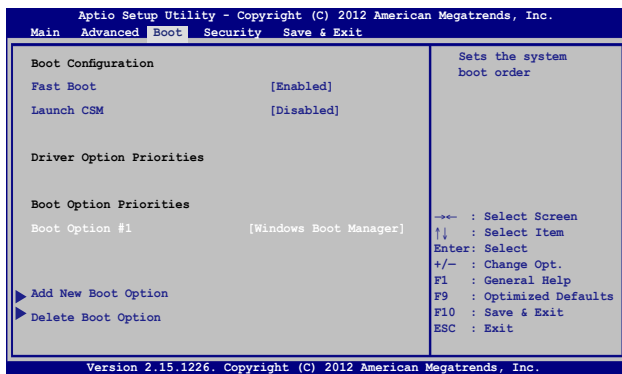 Aptio Setup Utility - Copyright (C) 2012 American Megatrends, Inc.
Main Advanced Boot Security Save & Exit
Boot Configuration
Fast Boot [Enabled]
Launch CSM [Disabled]
Driver Option Priorities
Boot Option Priorities
Boot Option #1 [Windows Boot Manager]
Add New Boot Option
Delete Boot Option
Sets the system
boot order
→← : Select Screen
↑↓ : Select Item
Enter: Select
+/— : Change Opt.
F1 : General Help
F9 : Optimized Defaults
F10 : Save & Exit
ESC : Exit
Version 2.15.1226. Copyright (C) 2012 American Megatrends, Inc.